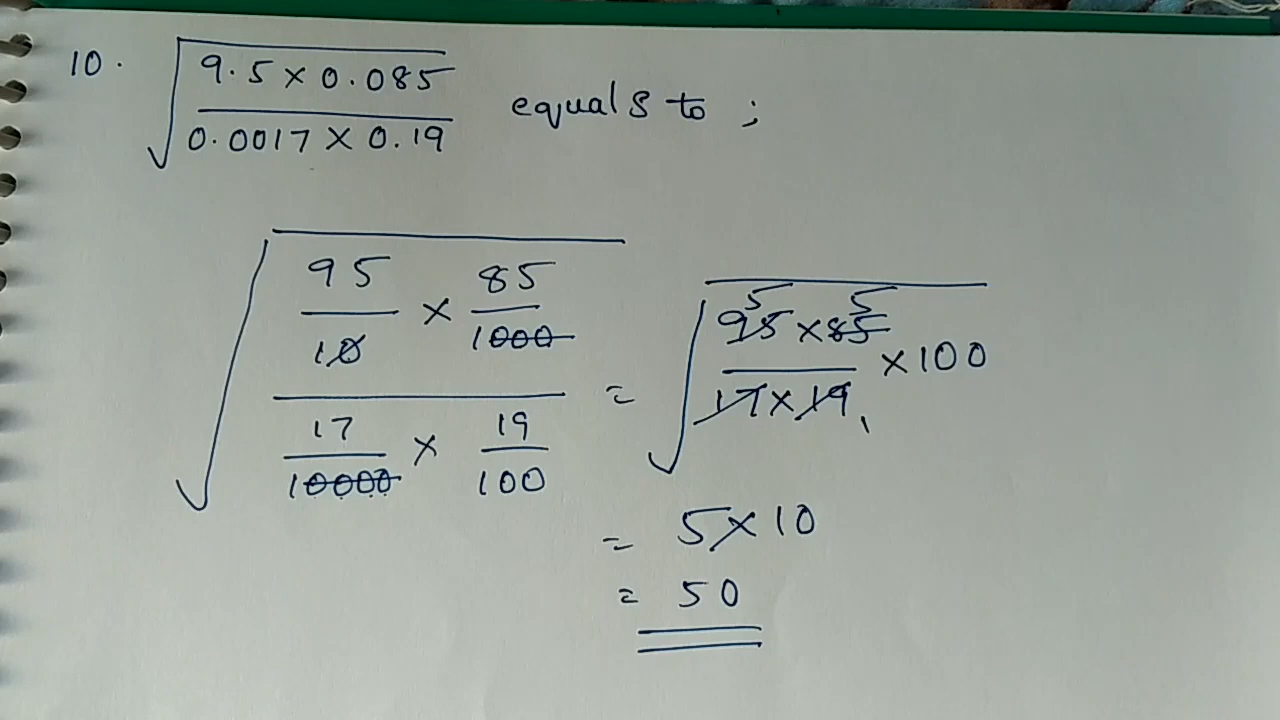 10. √((9.5 × 0.085)/(0.0017 × 0.19)) equals to ;
√((95/10 × 85/1000)/(17/10000 × 19/100)) = √((95 5 × 85 5)/(17 × 19 1) × 100)
= 5 × 10
= 50